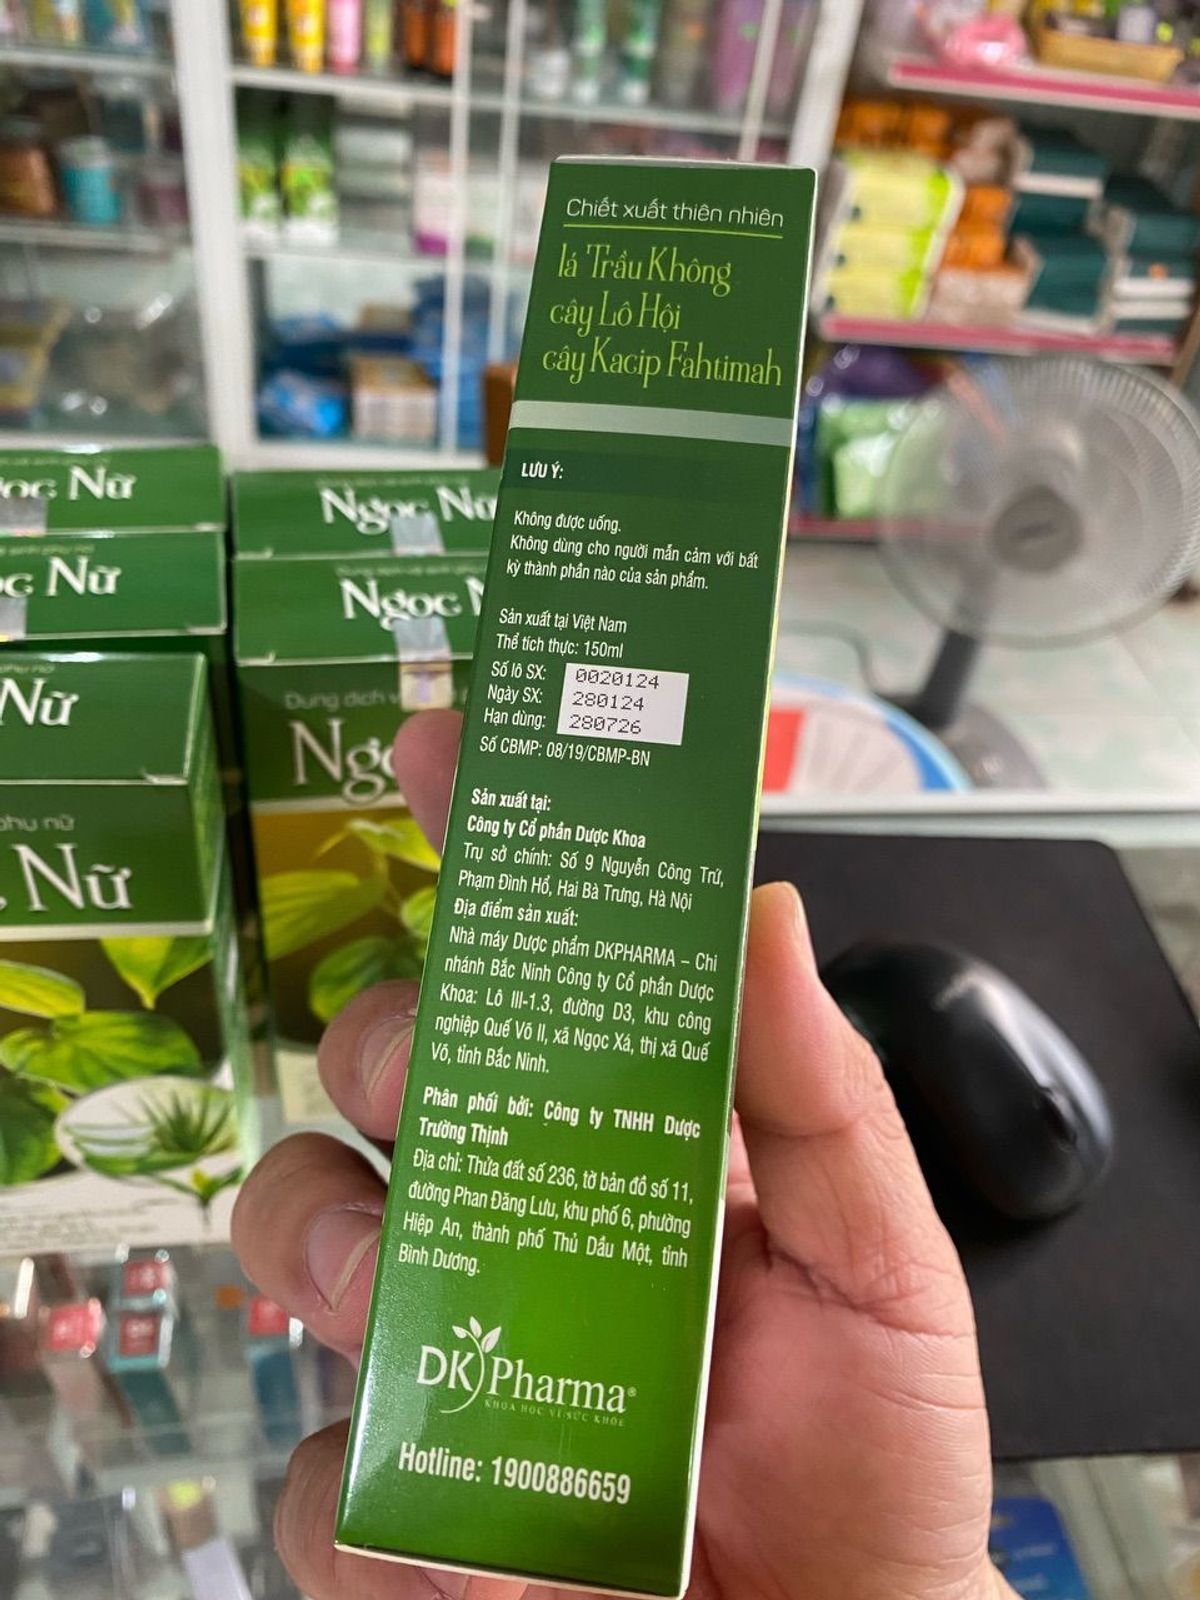 Chiết xuất thiên nhiên
lá Trầu Không
cây Lô Hội
cây Kacip Fahtimah
LƯU Ý:
Không được uống.
Không dùng cho người mẫn cảm với bất
kỳ thành phần nào của sản phẩm.
Sản xuất tại Việt Nam
Thể tích thực: 150ml
Số lô SX: 0020124
Ngày SX: 280124
Hạn dùng: 280726
Số CBMP: 08/19/CBMP-BN
Sản xuất tại:
Công ty Cổ phần Dược Khoa
Trụ sở chính: Số 9 Nguyễn Công Trứ,
Phạm Đình Hổ, Hai Bà Trưng, Hà Nội
Địa điểm sản xuất:
Nhà máy Dược phẩm DKPHARMA – Chi
nhánh Bắc Ninh Công ty Cổ phần Dược
Khoa: Lô III-1.3, đường D3, khu công
nghiệp Quế Võ II, xã Ngọc Xá, thị xã Quế
Võ, tỉnh Bắc Ninh.
Phân phối bởi: Công ty TNHH Dược
Trường Thịnh
Địa chỉ: Thửa đất số 236, tờ bản đồ số 11,
đường Phan Đăng Lưu, khu phố 6, phường
Hiệp An, thành phố Thủ Dầu Một, tỉnh
Bình Dương.
DK Pharma®
KHOA HỌC VÌ SỨC KHỎE
Hotline: 1900886659
Nữ
Ngọc Nữ
Nữ
Ngọc
Nữ
Dung dịch
phụ nữ
Nữ